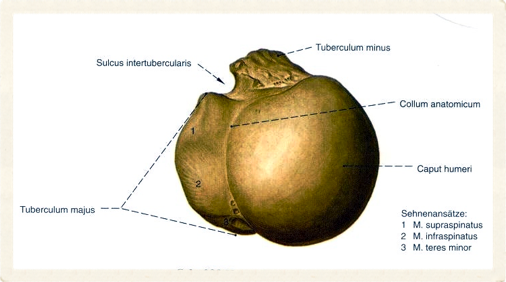 Tuberculum minus
Sulcus intertubercularis
Collum anatomicum
1
Caput humeri
2
Tuberculum majus
3
Sehnenansätze:
1 M. supraspinatus
2 M. infraspinatus
3 M. teres minor